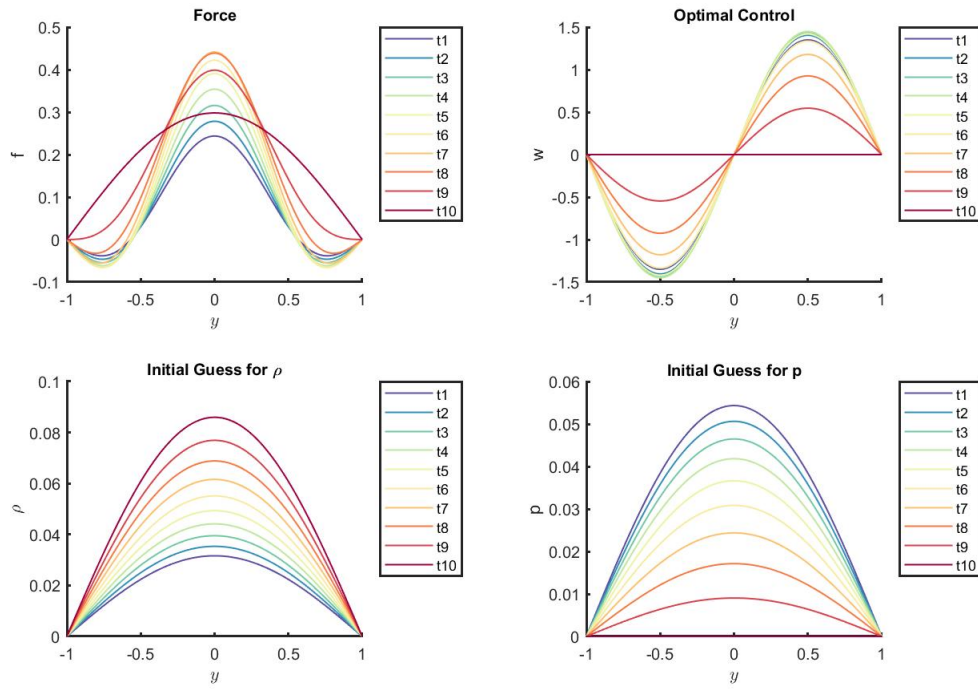 Force
f
0.5
0.4
0.3
0.2
0.1
0
-0.1
-1
-0.5
0
0.5
1
y
t1
t2
t3
t4
t5
t6
t7
t8
t9
t10
Optimal Control
w
1.5
1
0.5
0
-0.5
-1
-1.5
-1
-0.5
0
0.5
1
y
t1
t2
t3
t4
t5
t6
t7
t8
t9
t10
Initial Guess for ρ
ρ
0.1
0.08
0.06
0.04
0.02
0
-1
-0.5
0
0.5
1
y
t1
t2
t3
t4
t5
t6
t7
t8
t9
t10
Initial Guess for p
p
0.06
0.05
0.04
0.03
0.02
0.01
0
-1
-0.5
0
0.5
1
y
t1
t2
t3
t4
t5
t6
t7
t8
t9
t10